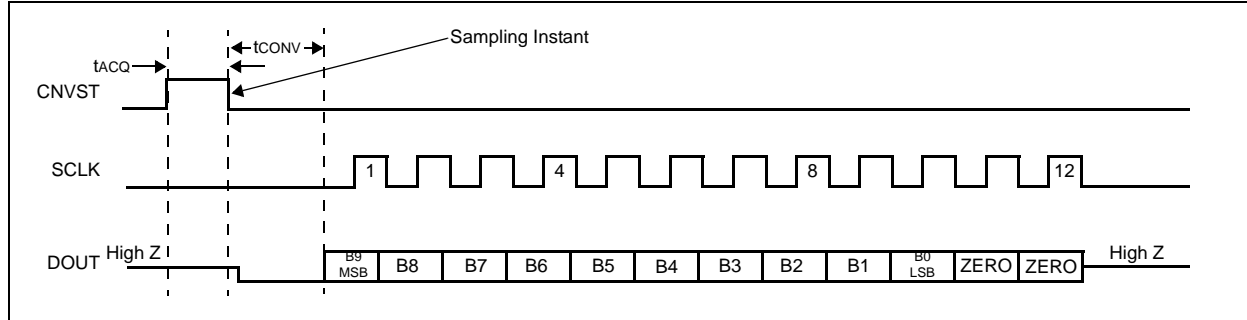 Sampling Instant
tCONV
tACQ
CNVST
SCLK
1
4
8
12
DOUT
High Z
B9
MSB
B8
B7
B6
B5
B4
B3
B2
B1
B0
LSB
ZERO
ZERO
High Z